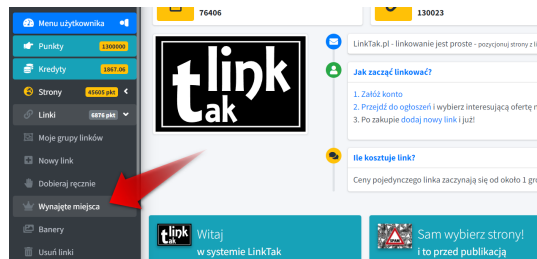 Menu użytkownika
Punkty 1300000
Kredyty 1867.06
Strony 45605 pkt
Linki 6876 pkt
Moje grupy linków
Nowy link
Dobieraj ręcznie
Wynajęte miejsca
Banery
Usuń linki
76406
130023
tlink
tak
LinkTak.pl - linkowanie jest proste - pozycjonuj strony z li
Jak zacząć linkować?
1. Załóż konto
2. Przejdź do ogłoszeń i wybierz interesującą ofertę n
3. Po zakupie dodaj nowy link i już!
Ile kosztuje link?
Ceny pojedynczego linka zaczynają się od około 1 gro
tlink
tak
Witaj
w systemie LinkTak
Sam wybierz strony!
i to przed publikacją